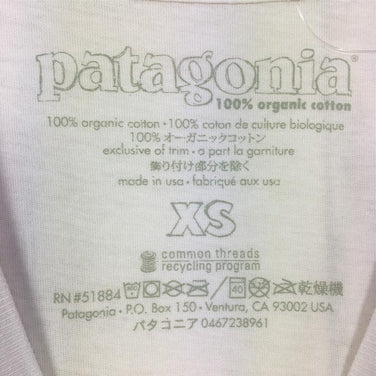 patagonia®
100% organic cotton
100% organic cotton • 100% coton de culture biologique
100% オーガニックコットン
exclusive of trim • a part la garniture
飾り付け部分を除く
made in usa • fabriqué aux usa
XS
common threads
recycling program
RN #51884 40 乾燥機
Patagonia • P.O. Box 150 • Ventura, CA 93002 USA
パタゴニア 0467238961